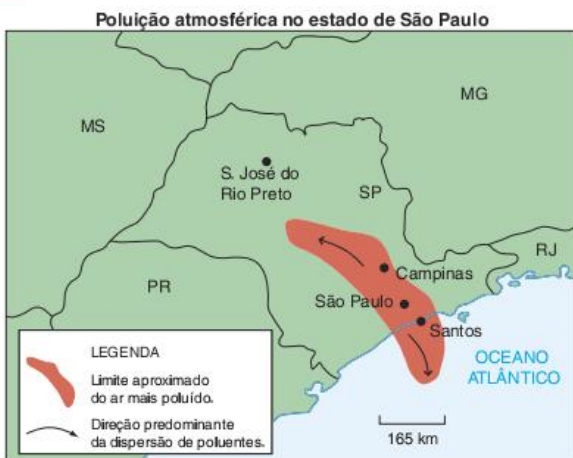 Poluição atmosférica no estado de São Paulo
MS
MG
S. José do
Rio Preto
SP
RJ
Campinas
PR
São Paulo
Santos
OCEANO
ATLÂNTICO
LEGENDA
Limite aproximado
do ar mais poluído.
Direção predominante
da dispersão de poluentes.
165 km